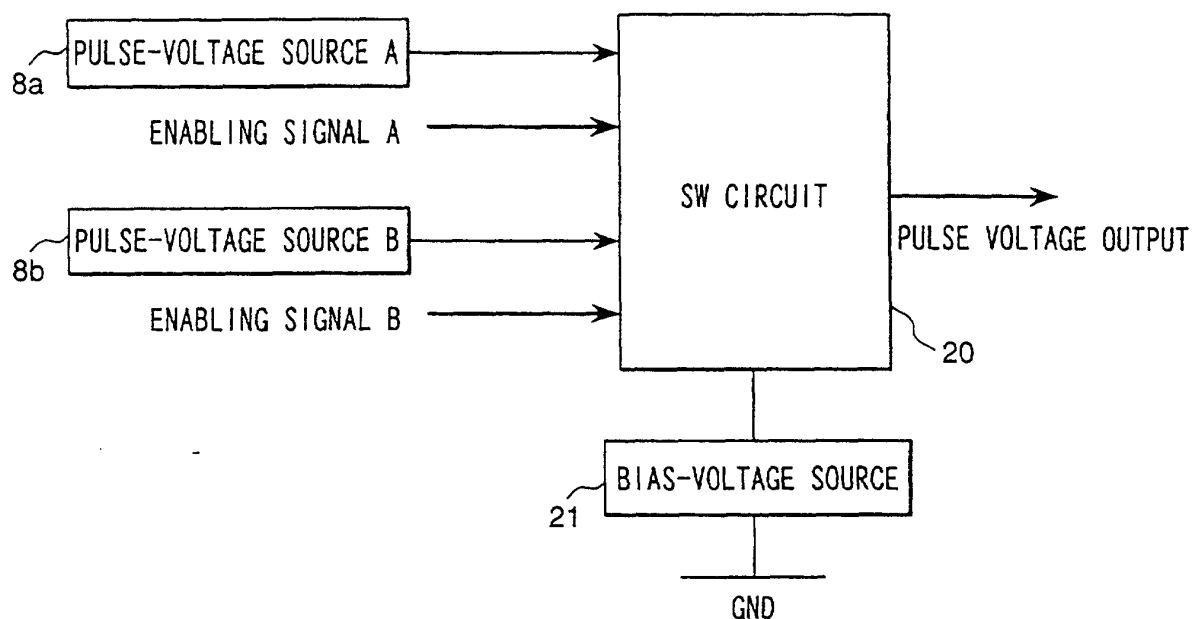 PULSE-VOLTAGE SOURCE A
8a
ENABLING SIGNAL A
SW CIRCUIT
PULSE-VOLTAGE SOURCE B
8b
PULSE VOLTAGE OUTPUT
ENABLING SIGNAL B
20
BIAS-VOLTAGE SOURCE
21
GND